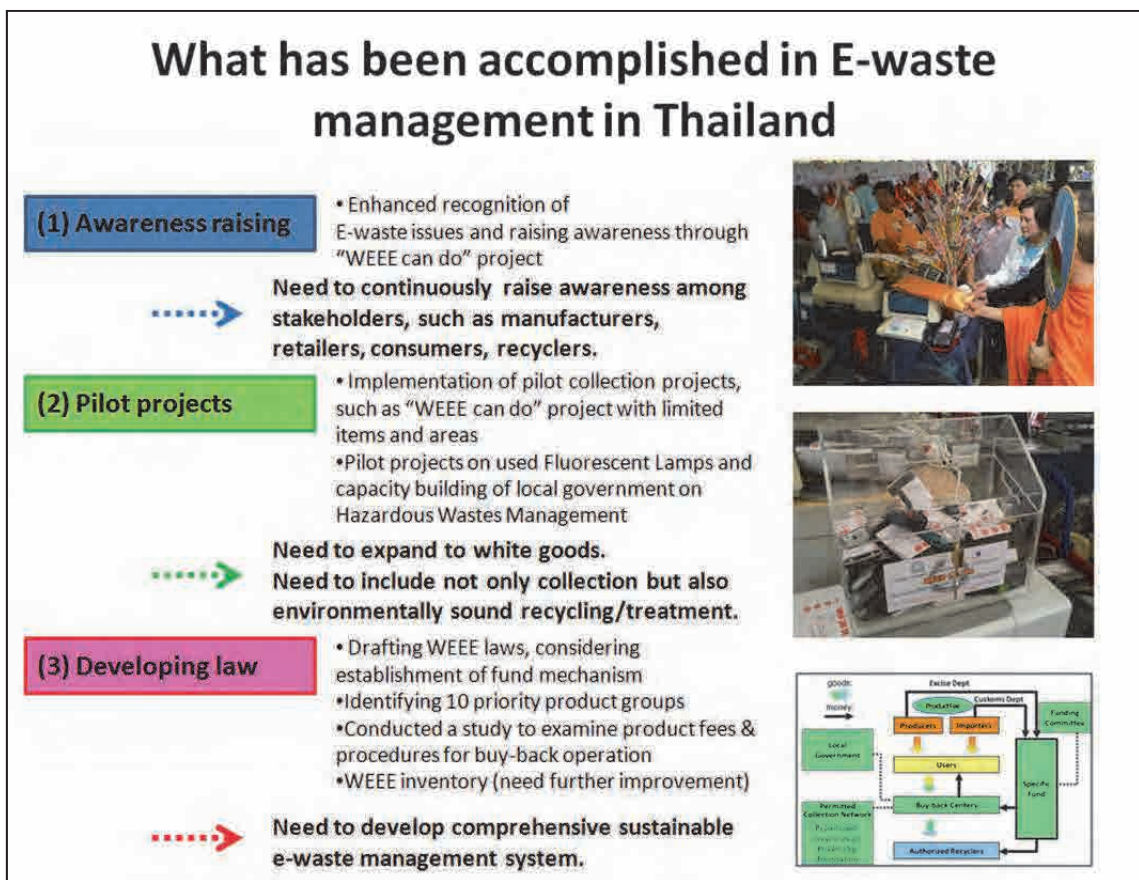 What has been accomplished in E-waste
management in Thailand
(1) Awareness raising
• Enhanced recognition of
E-waste issues and raising awareness through
“WEEE can do” project
Need to continuously raise awareness among
stakeholders, such as manufacturers,
retailers, consumers, recyclers.
(2) Pilot projects
• Implementation of pilot collection projects,
such as “WEEE can do” project with limited
items and areas
•Pilot projects on used Fluorescent Lamps and
capacity building of local government on
Hazardous Wastes Management
Need to expand to white goods.
Need to include not only collection but also
environmentally sound recycling/treatment.
(3) Developing law
• Drafting WEEE laws, considering
establishment of fund mechanism
•Identifying 10 priority product groups
•Conducted a study to examine product fees &
procedures for buy-back operation
•WEEE inventory (need further improvement)
Need to develop comprehensive sustainable
e-waste management system.
goods:
money:
Excise Dept
Customs Dept
Producers
Importers
Funding
Committee
Local
Government
Users
Specific
Fund
Buy-back Centers
Permitted
Collection Network
Authorized Recyclers